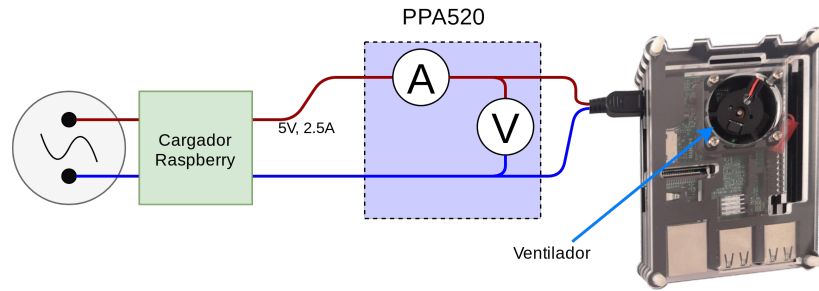 PPA520
A
V
Cargador
Raspberry
5V, 2.5A
Ventilador